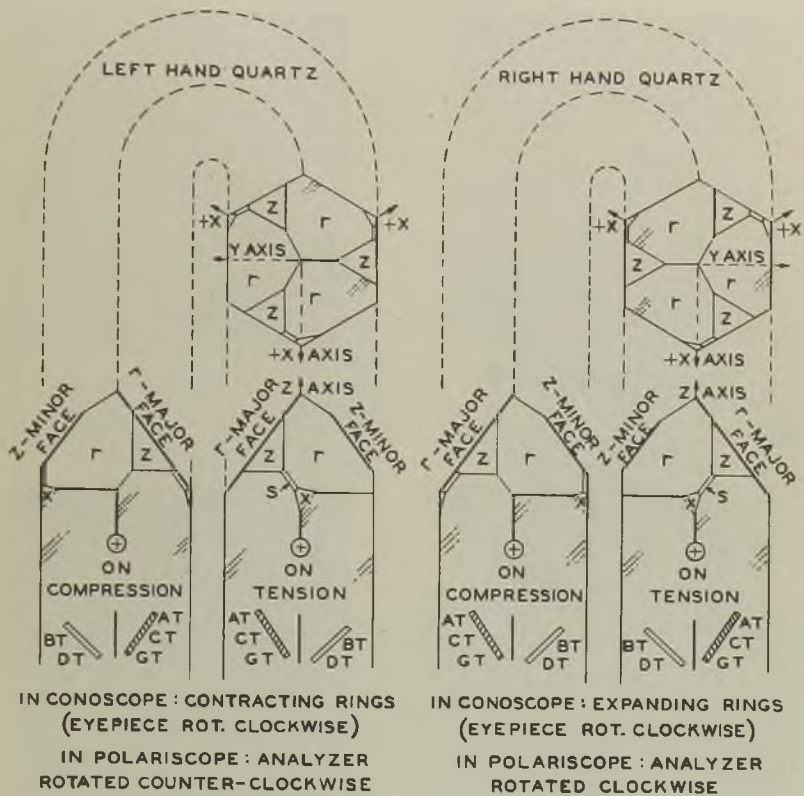 LEFT HAND QUARTZ
RIGHT HAND QUARTZ
z
r
+X
+X
Y AXIS
z
r
r
z
+X AXIS
r
z
+X
+X
Y AXIS
z
r
r
z
+X AXIS
Z AXIS
Z AXIS
Z-MINOR FACE
r-MAJOR FACE
r-MAJOR FACE
Z-MINOR FACE
r-MAJOR FACE
Z-MINOR FACE
Z-MINOR FACE
r-MAJOR FACE
r
z
z
r
z
r
r
z
X
S
X
X
X
S
+
+
+
+
ON
COMPRESSION
ON
TENSION
ON
COMPRESSION
ON
TENSION
BT
DT
AT
CT
GT
AT
CT
GT
BT
DT
AT
CT
GT
BT
DT
BT
DT
AT
CT
GT
IN CONOSCOPE: CONTRACTING RINGS
(EYEPIECE ROT. CLOCKWISE)
IN POLARISCOPE: ANALYZER
ROTATED COUNTER-CLOCKWISE
IN CONOSCOPE: EXPANDING RINGS
(EYEPIECE ROT. CLOCKWISE)
IN POLARISCOPE: ANALYZER
ROTATED CLOCKWISE